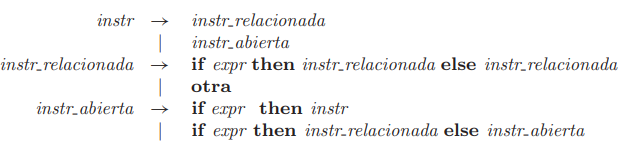 instr → instr_relacionada
| instr_abierta
instr_relacionada → if expr then instr_relacionada else instr_relacionada
| otra
instr_abierta → if expr then instr
| if expr then instr_relacionada else instr_abierta